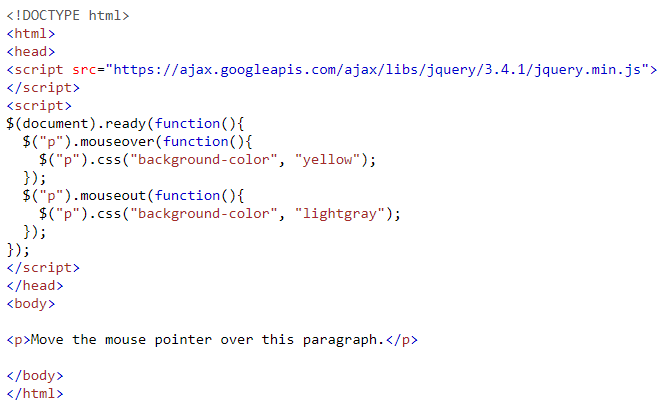 <!DOCTYPE html>
<html>
<head>
<script src="https://ajax.googleapis.com/ajax/libs/jquery/3.4.1/jquery.min.js">
</script>
<script>
$(document).ready(function(){
  $("p").mouseover(function(){
    $("p").css("background-color", "yellow");
  });
  $("p").mouseout(function(){
    $("p").css("background-color", "lightgray");
  });
});
</script>
</head>
<body>

<p>Move the mouse pointer over this paragraph.</p>

</body>
</html>